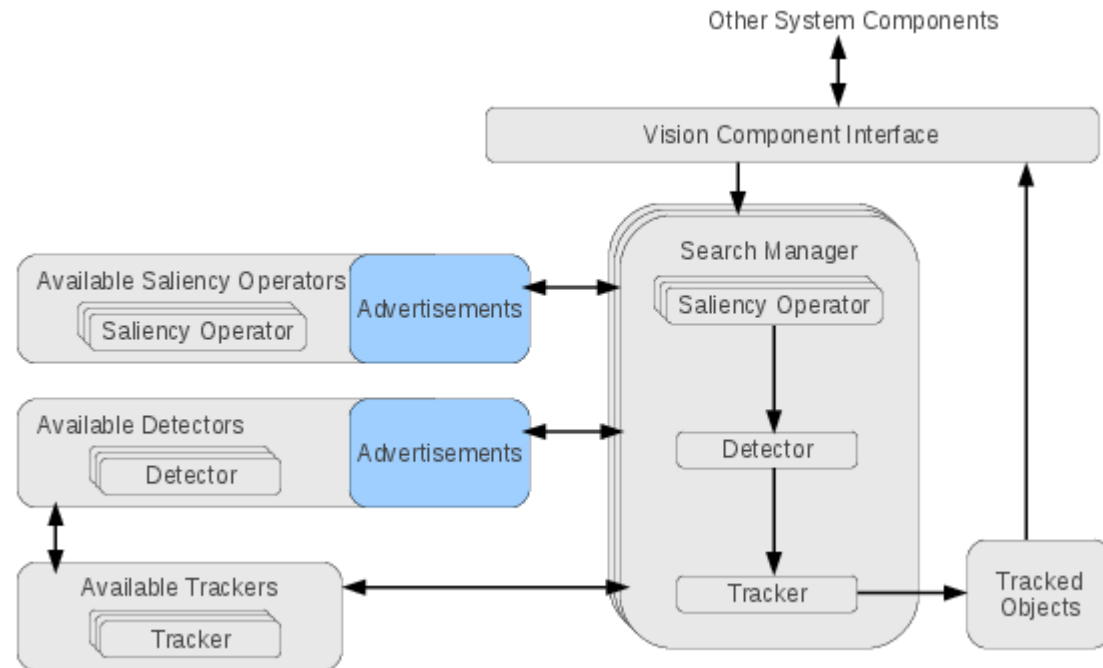 Other System Components
Vision Component Interface
Search Manager
Saliency Operator
Detector
Tracker
Available Saliency Operators
Saliency Operator
Advertisements
Available Detectors
Detector
Advertisements
Available Trackers
Tracker
Tracked
Objects